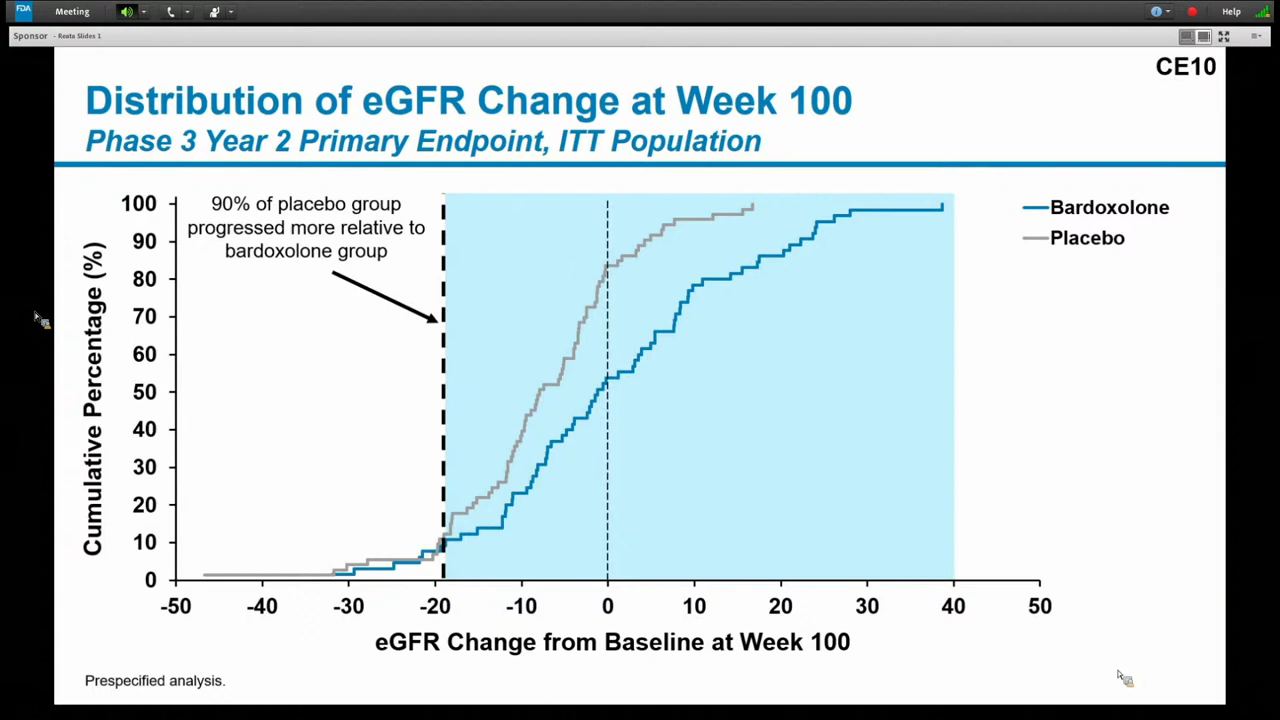 FDA
Meeting
Help
Sponsor - Reata Slides 1
CE10
Distribution of eGFR Change at Week 100
Phase 3 Year 2 Primary Endpoint, ITT Population
90% of placebo group
progressed more relative to
bardoxolone group
Bardoxolone
Placebo
Cumulative Percentage (%)
100
90
80
70
60
50
40
30
20
10
0
-50 -40 -30 -20 -10 0 10 20 30 40 50
eGFR Change from Baseline at Week 100
Prespecified analysis.